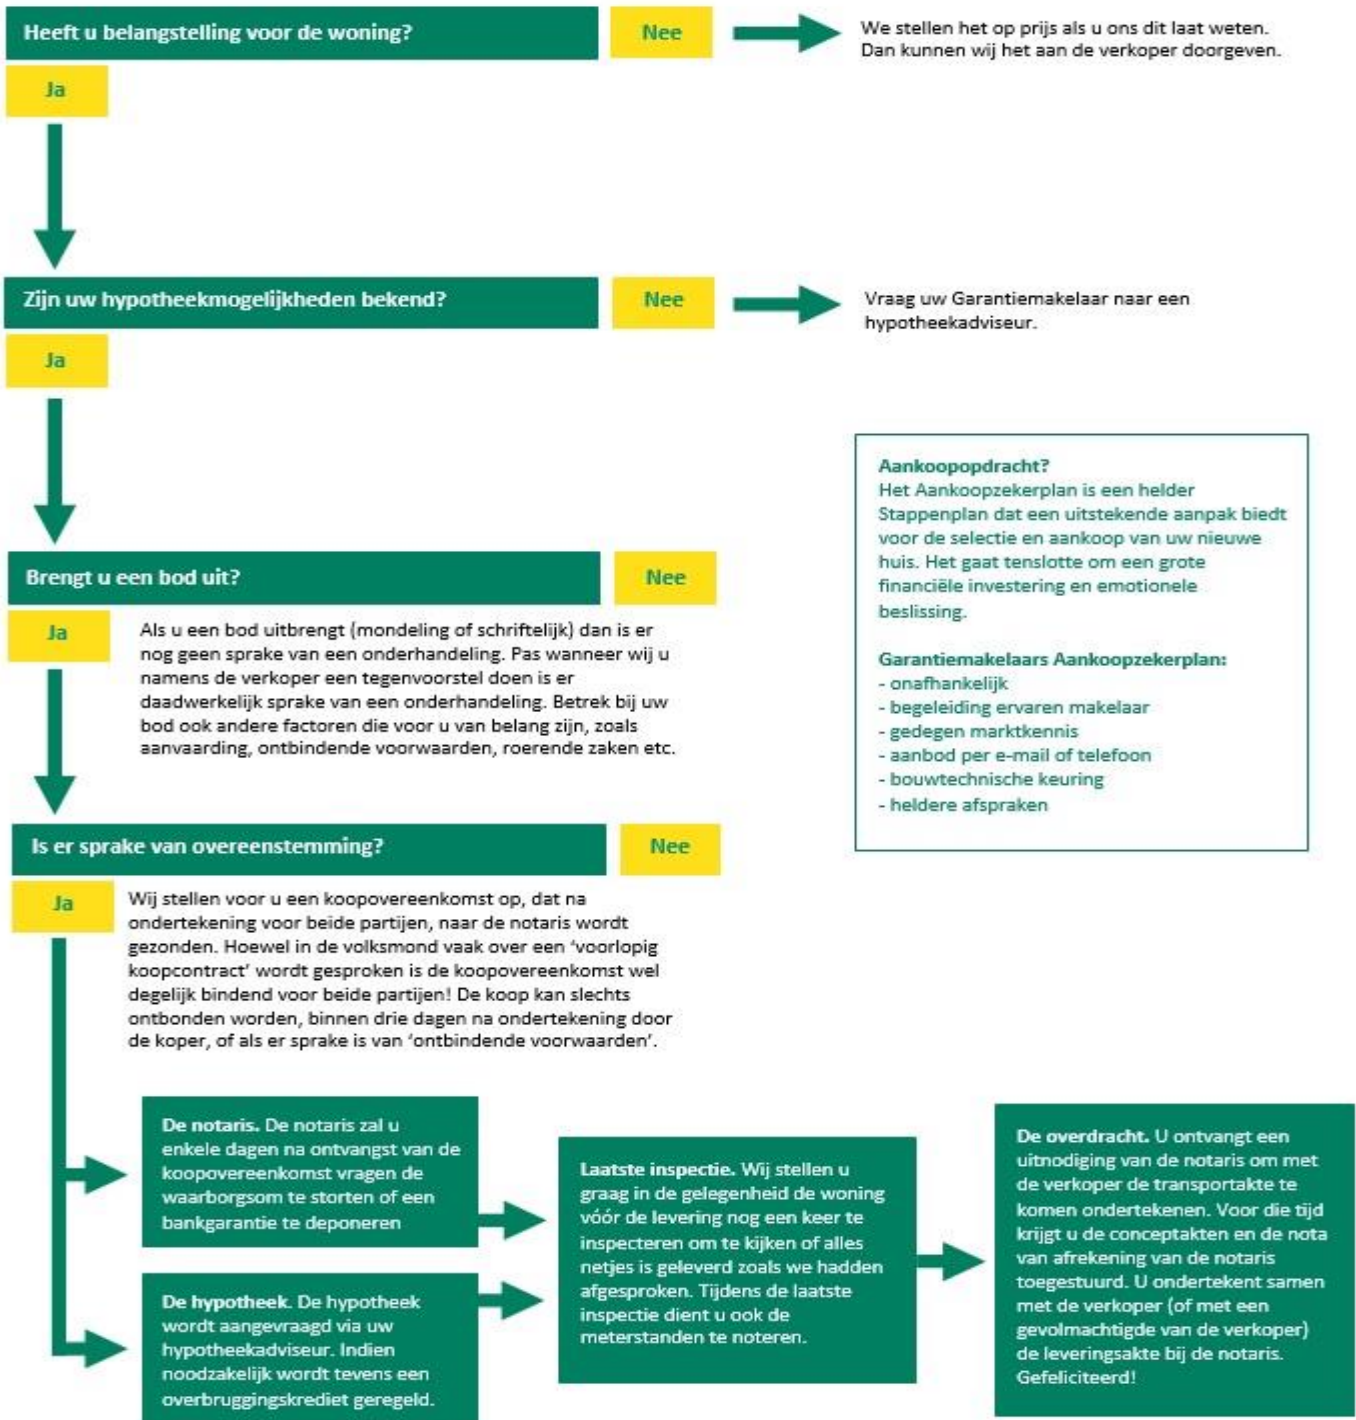 Heeft u belangstelling voor de woning?
Nee
We stellen het op prijs als u ons dit laat weten.
Dan kunnen wij het aan de verkoper doorgeven.
Ja
Zijn uw hypotheekmogelijkheden bekend?
Nee
Vraag uw Garantiemakelaar naar een
hypotheekadviseur.
Ja
Aankoopopdracht?
Het Aankoopzekerplan is een helder
Stappenplan dat een uitstekende aanpak biedt
voor de selectie en aankoop van uw nieuwe
huis. Het gaat tenslotte om een grote
financiële investering en emotionele
beslissing.
Garantiemakelaars Aankoopzekerplan:
- onafhankelijk
- begeleiding ervaren makelaar
- gedegen marktkennis
- aanbod per e-mail of telefoon
- bouwtechnische keuring
- heldere afspraken
Brengt u een bod uit?
Nee
Ja
Als u een bod uitbrengt (mondeling of schriftelijk) dan is er
nog geen sprake van een onderhandeling. Pas wanneer wij u
namens de verkoper een tegenvoorstel doen is er
daadwerkelijk sprake van een onderhandeling. Betrek bij uw
bod ook andere factoren die voor u van belang zijn, zoals
aanvaarding, ontbindende voorwaarden, roerende zaken etc.
Is er sprake van overeenstemming?
Nee
Ja
Wij stellen voor u een koopovereenkomst op, dat na
ondertekening voor beide partijen, naar de notaris wordt
gezonden. Hoewel in de volksmond vaak over een ‘voorlopig
koopcontract’ wordt gesproken is de koopovereenkomst wel
degelijk bindend voor beide partijen! De koop kan slechts
ontbonden worden, binnen drie dagen na ondertekening door
de koper, of als er sprake is van ‘ontbindende voorwaarden’.
De notaris. De notaris zal u
enkele dagen na ontvangst van de
koopovereenkomst vragen de
waarborgsom te storten of een
bankgarantie te deponeren
De hypotheek. De hypotheek
wordt aangevraagd via uw
hypotheekadviseur. Indien
noodzakelijk wordt tevens een
overbruggingskrediet geregeld.
Laatste inspectie. Wij stellen u
graag in de gelegenheid de woning
vóór de levering nog een keer te
inspecteren om te kijken of alles
netjes is geleverd zoals we hadden
afgesproken. Tijdens de laatste
inspectie dient u ook de
meterstanden te noteren.
De overdracht. U ontvangt een
uitnodiging van de notaris om met
de verkoper de transportakte te
komen ondertekenen. Voor die tijd
krijgt u de conceptakten en de nota
van afrekening van de notaris
toegestuurd. U ondertekent samen
met de verkoper (of met een
gevolmachtigde van de verkoper)
de leveringsakte bij de notaris.
Gefeliciteerd!